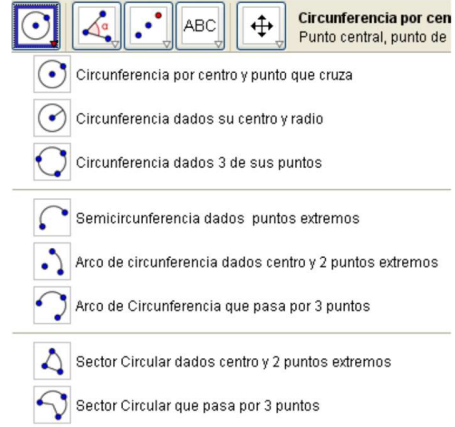 α
ABC
Circunferencia por cen
Punto central, punto de
Circunferencia por centro y punto que cruza
Circunferencia dados su centro y radio
Circunferencia dados 3 de sus puntos
Semicircunferencia dados puntos extremos
Arco de circunferencia dados centro y 2 puntos extremos
Arco de Circunferencia que pasa por 3 puntos
Sector Circular dados centro y 2 puntos extremos
Sector Circular que pasa por 3 puntos